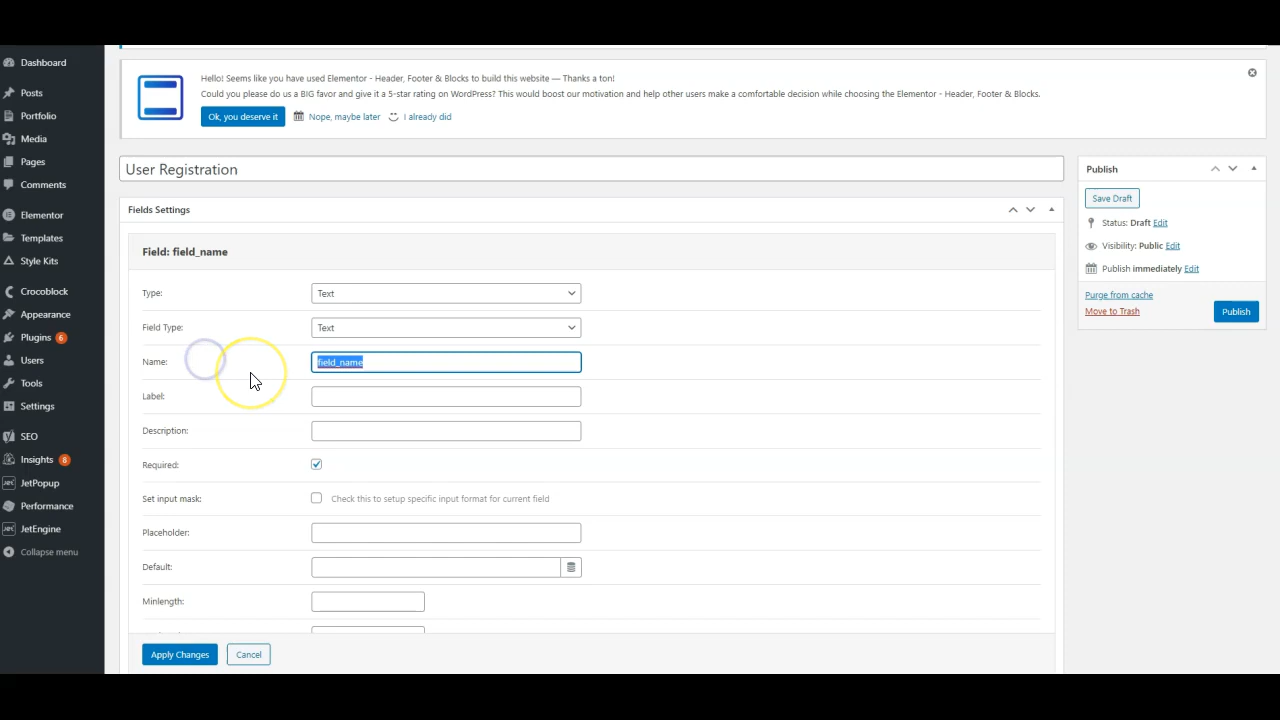 Dashboard
Posts
Portfolio
Media
Pages
Comments
Elementor
Templates
Style Kits
Crocoblock
Appearance
Plugins 6
Users
Tools
Settings
SEO
Insights 8
JetPopup
Performance
JetEngine
Collapse menu
Hello! Seems like you have used Elementor - Header, Footer & Blocks to build this website — Thanks a ton!
Could you please do us a BIG favor and give it a 5-star rating on WordPress? This would boost our motivation and help other users make a comfortable decision while choosing the Elementor - Header, Footer & Blocks.
Ok, you deserve it Nope, maybe later I already did
User Registration
Fields Settings
Field: field_name
Type: Text
Field Type: Text
Name: field_name
Label:
Description:
Required:
Set input mask: Check this to setup specific input format for current field
Placeholder:
Default:
Minlength:
Apply Changes Cancel
Publish
Save Draft
Status: Draft Edit
Visibility: Public Edit
Publish immediately Edit
Purge from cache
Move to Trash
Publish